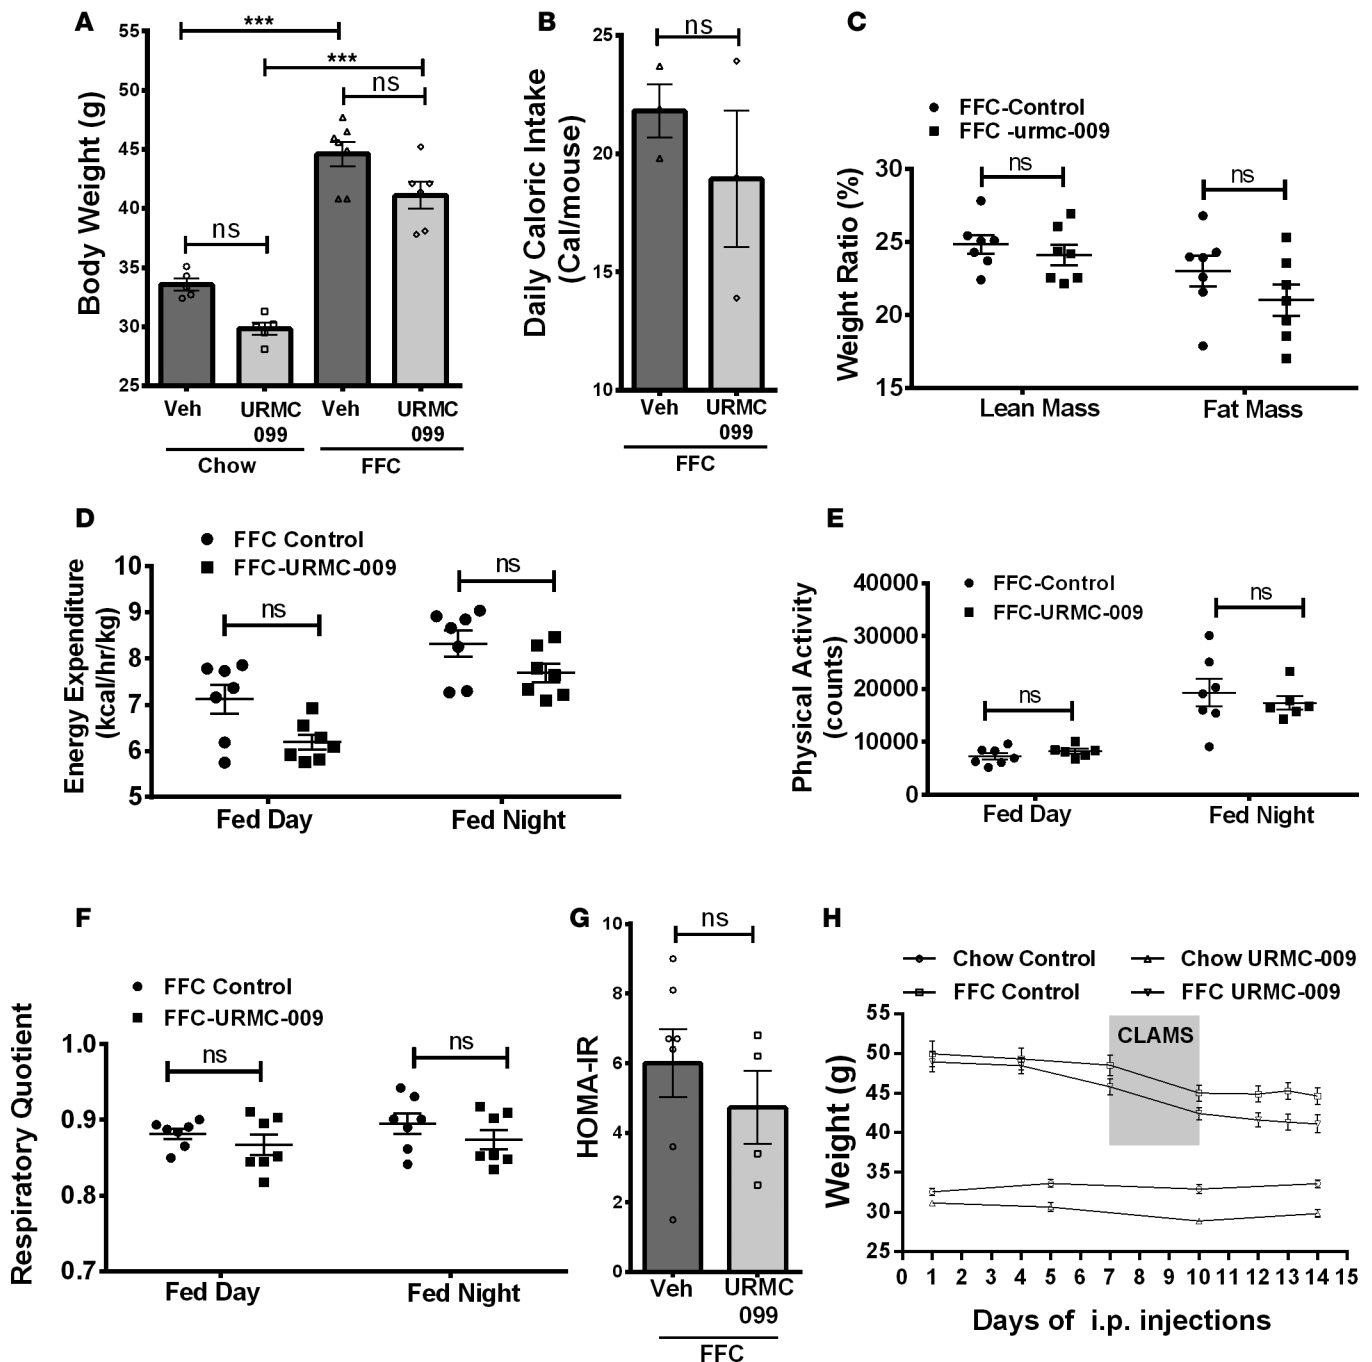 A
Body Weight (g)
55
50
45
40
35
30
25
***
***
ns
ns
Veh
URMC
099
Veh
URMC
099
Chow
FFC
B
Daily Caloric Intake
(Cal/mouse)
25
20
15
10
ns
Veh
URMC
099
FFC
C
FFC-Control
FFC -urmc-009
Weight Ratio (%)
30
25
20
15
ns
ns
Lean Mass
Fat Mass
D
FFC Control
FFC-URMC-009
Energy Expenditure
(kcal/hr/kg)
10
9
8
7
6
5
ns
ns
Fed Day
Fed Night
E
FFC-Control
FFC-URMC-009
Physical Activity
(counts)
40000
30000
20000
10000
0
ns
ns
Fed Day
Fed Night
F
FFC Control
FFC-URMC-009
Respiratory Quotient
1.0
0.9
0.8
0.7
ns
ns
Fed Day
Fed Night
G
HOMA-IR
10
8
6
4
2
0
ns
Veh
URMC
099
FFC
H
Chow Control
Chow URMC-009
FFC Control
FFC URMC-009
Weight (g)
55
50
45
40
35
30
25
CLAMS
0 1 2 3 4 5 6 7 8 9 10 11 12 13 14 15
Days of i.p. injections